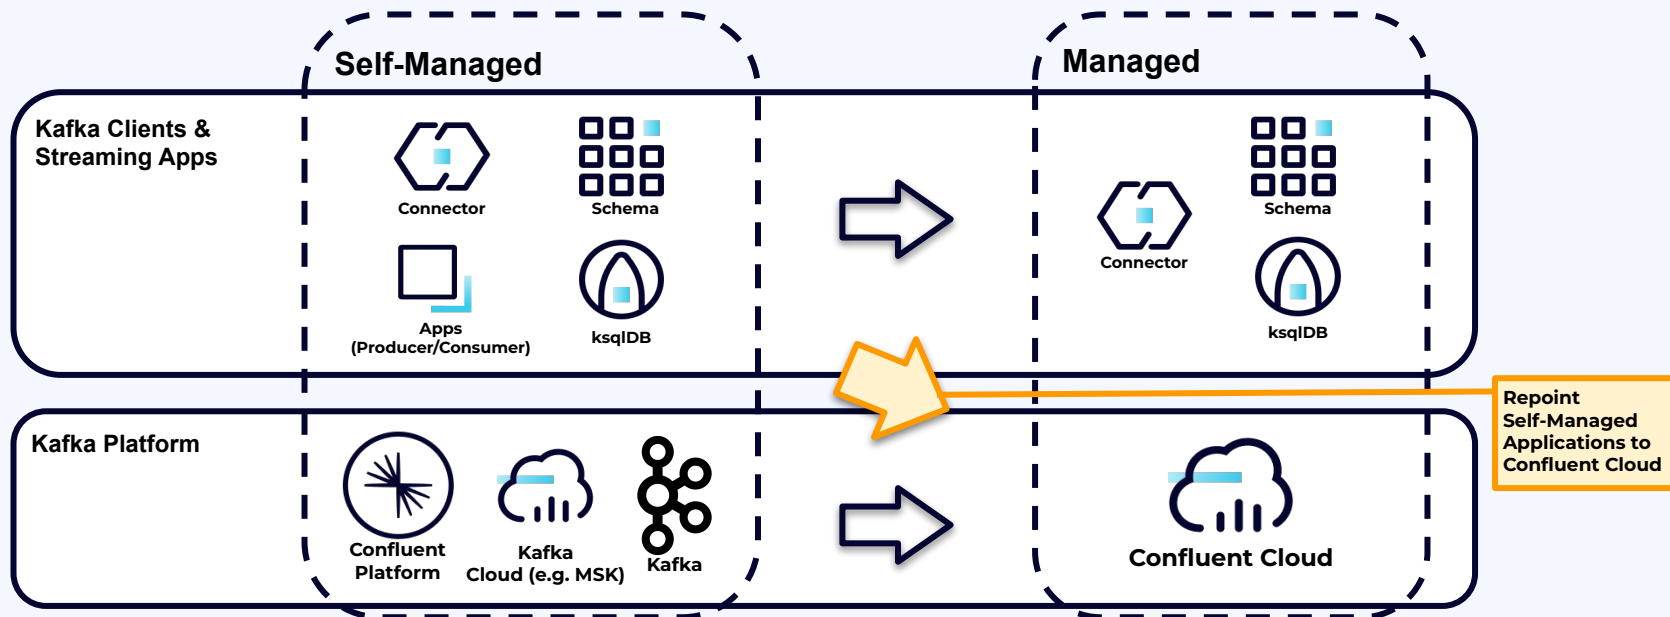 Self-Managed
Managed
Kafka Clients &
Streaming Apps
Connector
Schema
Apps
(Producer/Consumer)
ksqlDB
Connector
Schema
ksqlDB
Repoint
Self-Managed
Applications to
Confluent Cloud
Kafka Platform
Confluent
Platform
Kafka
Cloud (e.g. MSK)
Kafka
Confluent Cloud